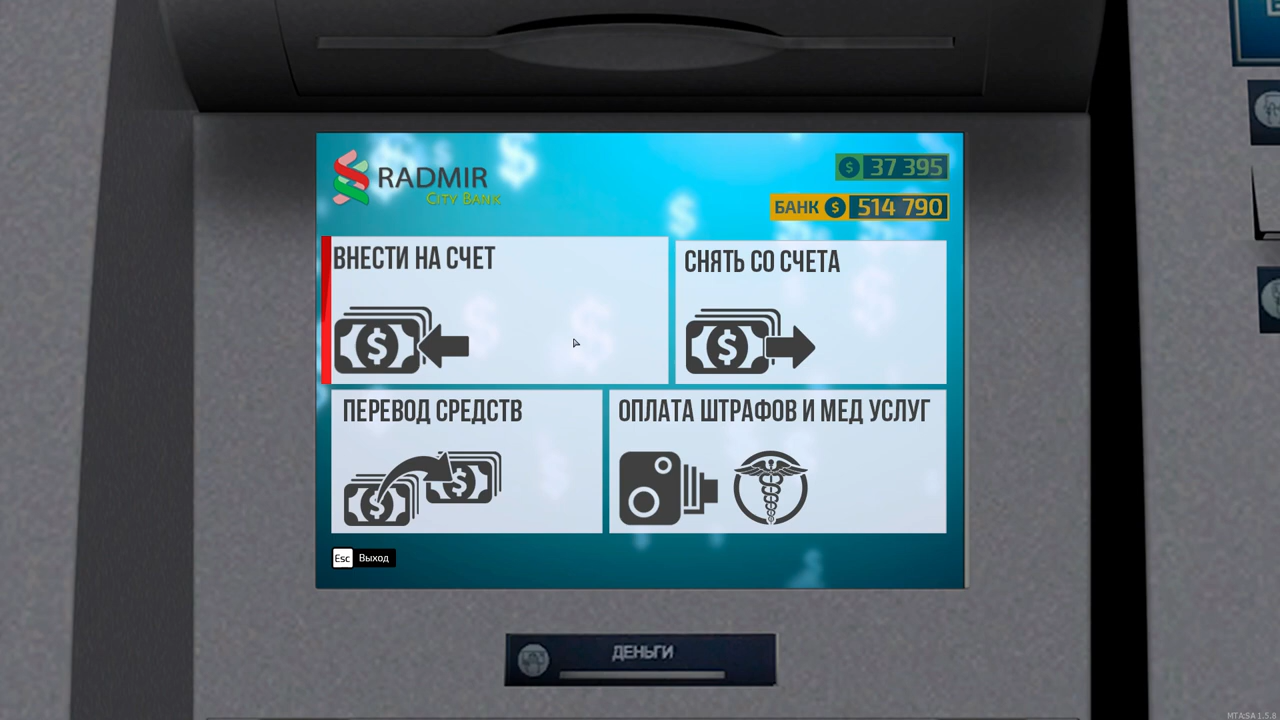 RADMIR
CITY BANK
$ 37 395
БАНК $ 514 790
ВНЕСТИ НА СЧЕТ
СНЯТЬ СО СЧЕТА
ПЕРЕВОД СРЕДСТВ
ОПЛАТА ШТРАФОВ И МЕД УСЛУГ
Esc Выход
ДЕНЬГИ
MTA:SA 1.5.8